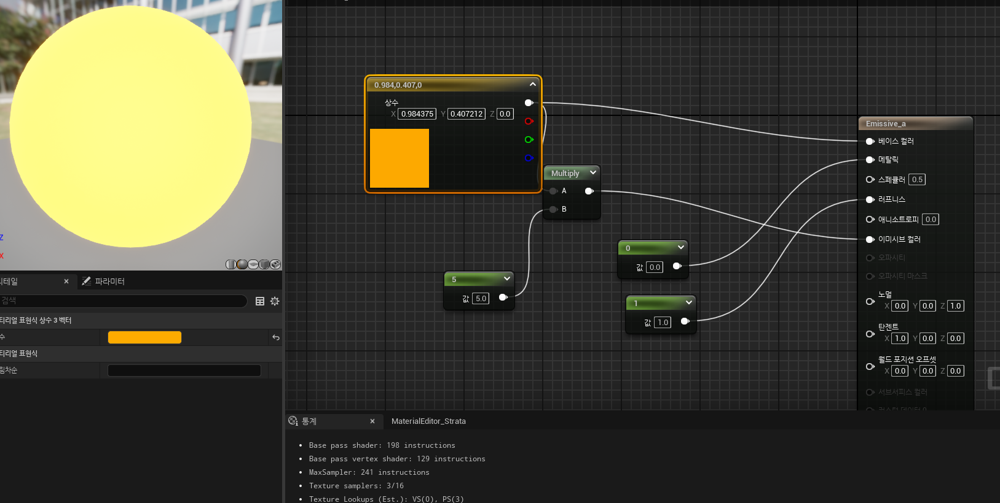 0.984,0.407,0
상수
X 0.984375 Y 0.407212 Z 0.0
Multiply
A
B
5
값 5.0
0
값 0.0
1
값 1.0
Emissive_a
베이스 컬러
메탈릭
스페큘러 0.5
러프니스
애니소트로피 0.0
이미시브 컬러
오파시티
오파시티 마스크
노멀
X 0.0 Y 0.0 Z 1.0
탄젠트
X 1.0 Y 0.0 Z 0.0
월드 포지션 오프셋
X 0.0 Y 0.0 Z 0.0
서브서피스 컬러
Z
X
테일
파라미터
검색
티리얼 표현식 상수 3 벡터
수
티리얼 표현식
림차순
통계
MaterialEditor_Strata
Base pass shader: 198 instructions
Base pass vertex shader: 129 instructions
MaxSampler: 241 instructions
Texture samplers: 3/16
Texture Lookups (Est.): VS(0), PS(3)